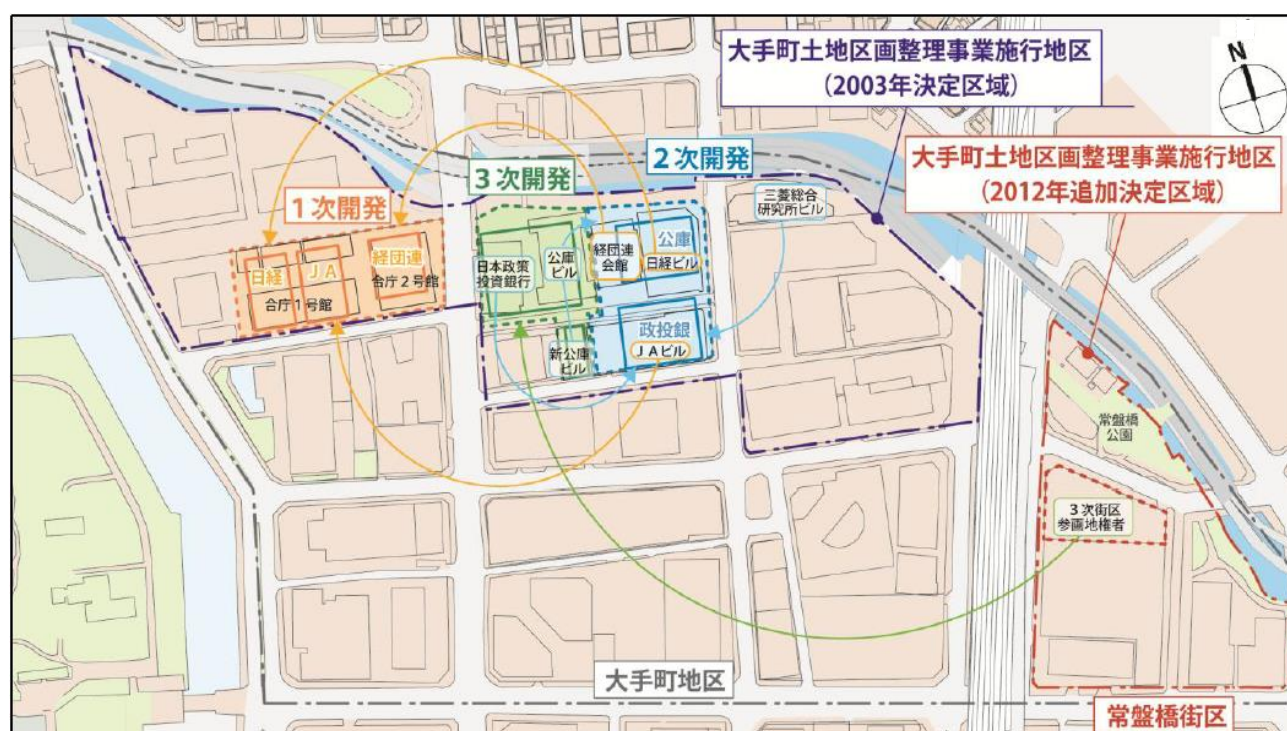 大手町土地区画整理事業施行地区
（2003年決定区域）
N
大手町土地区画整理事業施行地区
（2012年追加決定区域）
２次開発
３次開発
１次開発
三菱総合
研究所ビル
日経
ＪＡ
経団連
合庁１号館
合庁２号館
日本政策
投資銀行
公庫
ビル
経団連
会館
公庫
日経ビル
政投銀
ＪＡビル
新公庫
ビル
常盤橋
公園
３次街区
参画地権者
大手町地区
常盤橋街区